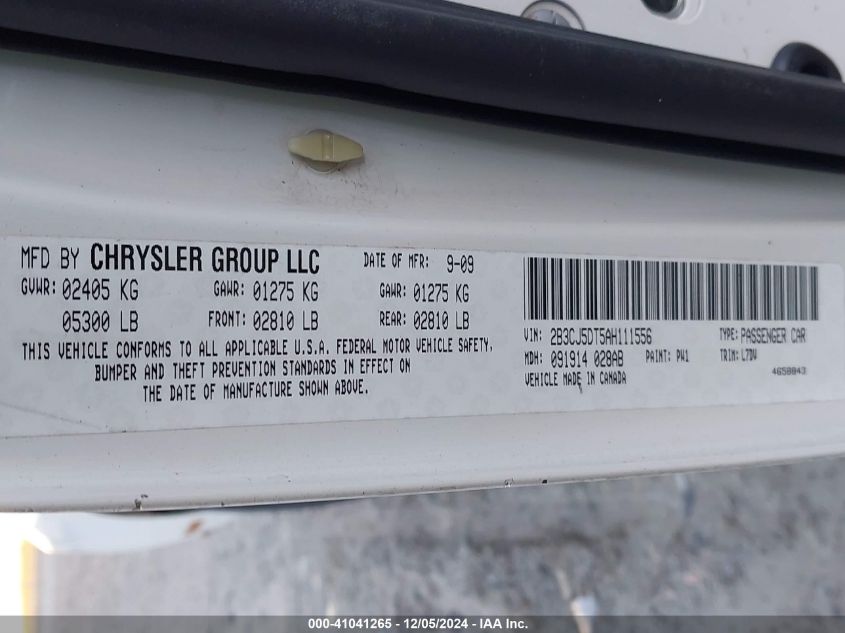 MFD BY CHRYSLER GROUP LLC DATE OF MFR: 9-09
GVWR: 02405 KG GAWR: 01275 KG GAWR: 01275 KG
05300 LB FRONT: 02810 LB REAR: 02810 LB
THIS VEHICLE CONFORMS TO ALL APPLICABLE U.S.A. FEDERAL MOTOR VEHICLE SAFETY,
BUMPER AND THEFT PREVENTION STANDARDS IN EFFECT ON
THE DATE OF MANUFACTURE SHOWN ABOVE.
VIN: 2B3CJ5DT5AH111556 TYPE: PASSENGER CAR
MDH: 091914 028AB PAINT: PW1 TRIM: L7DV
VEHICLE MADE IN CANADA 4658843
000-41041265 - 12/05/2024 - IAA Inc.